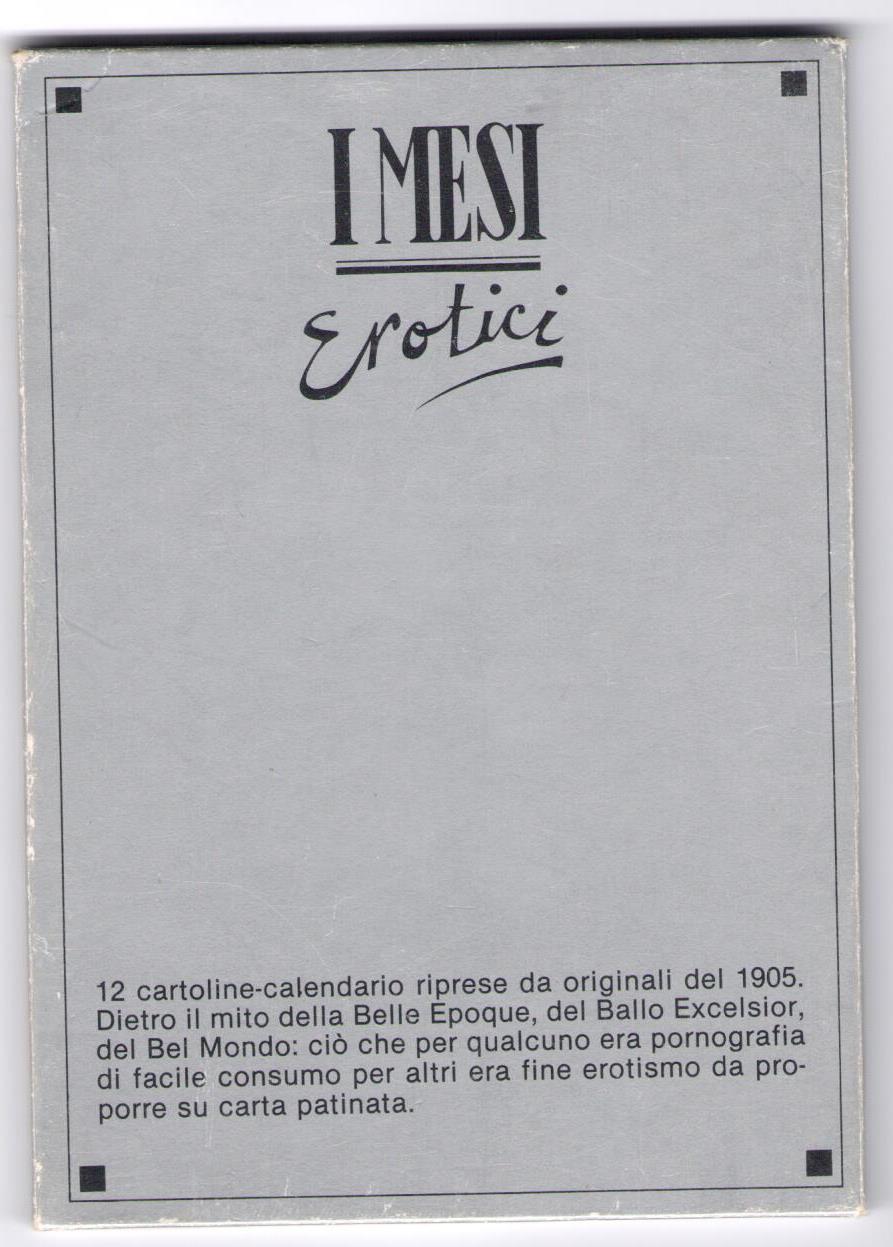 I MESI
Erotici
12 cartoline-calendario riprese da originali del 1905.
Dietro il mito della Belle Epoque, del Ballo Excelsior,
del Bel Mondo: ciò che per qualcuno era pornografia
di facile consumo per altri era fine erotismo da pro-
porre su carta patinata.